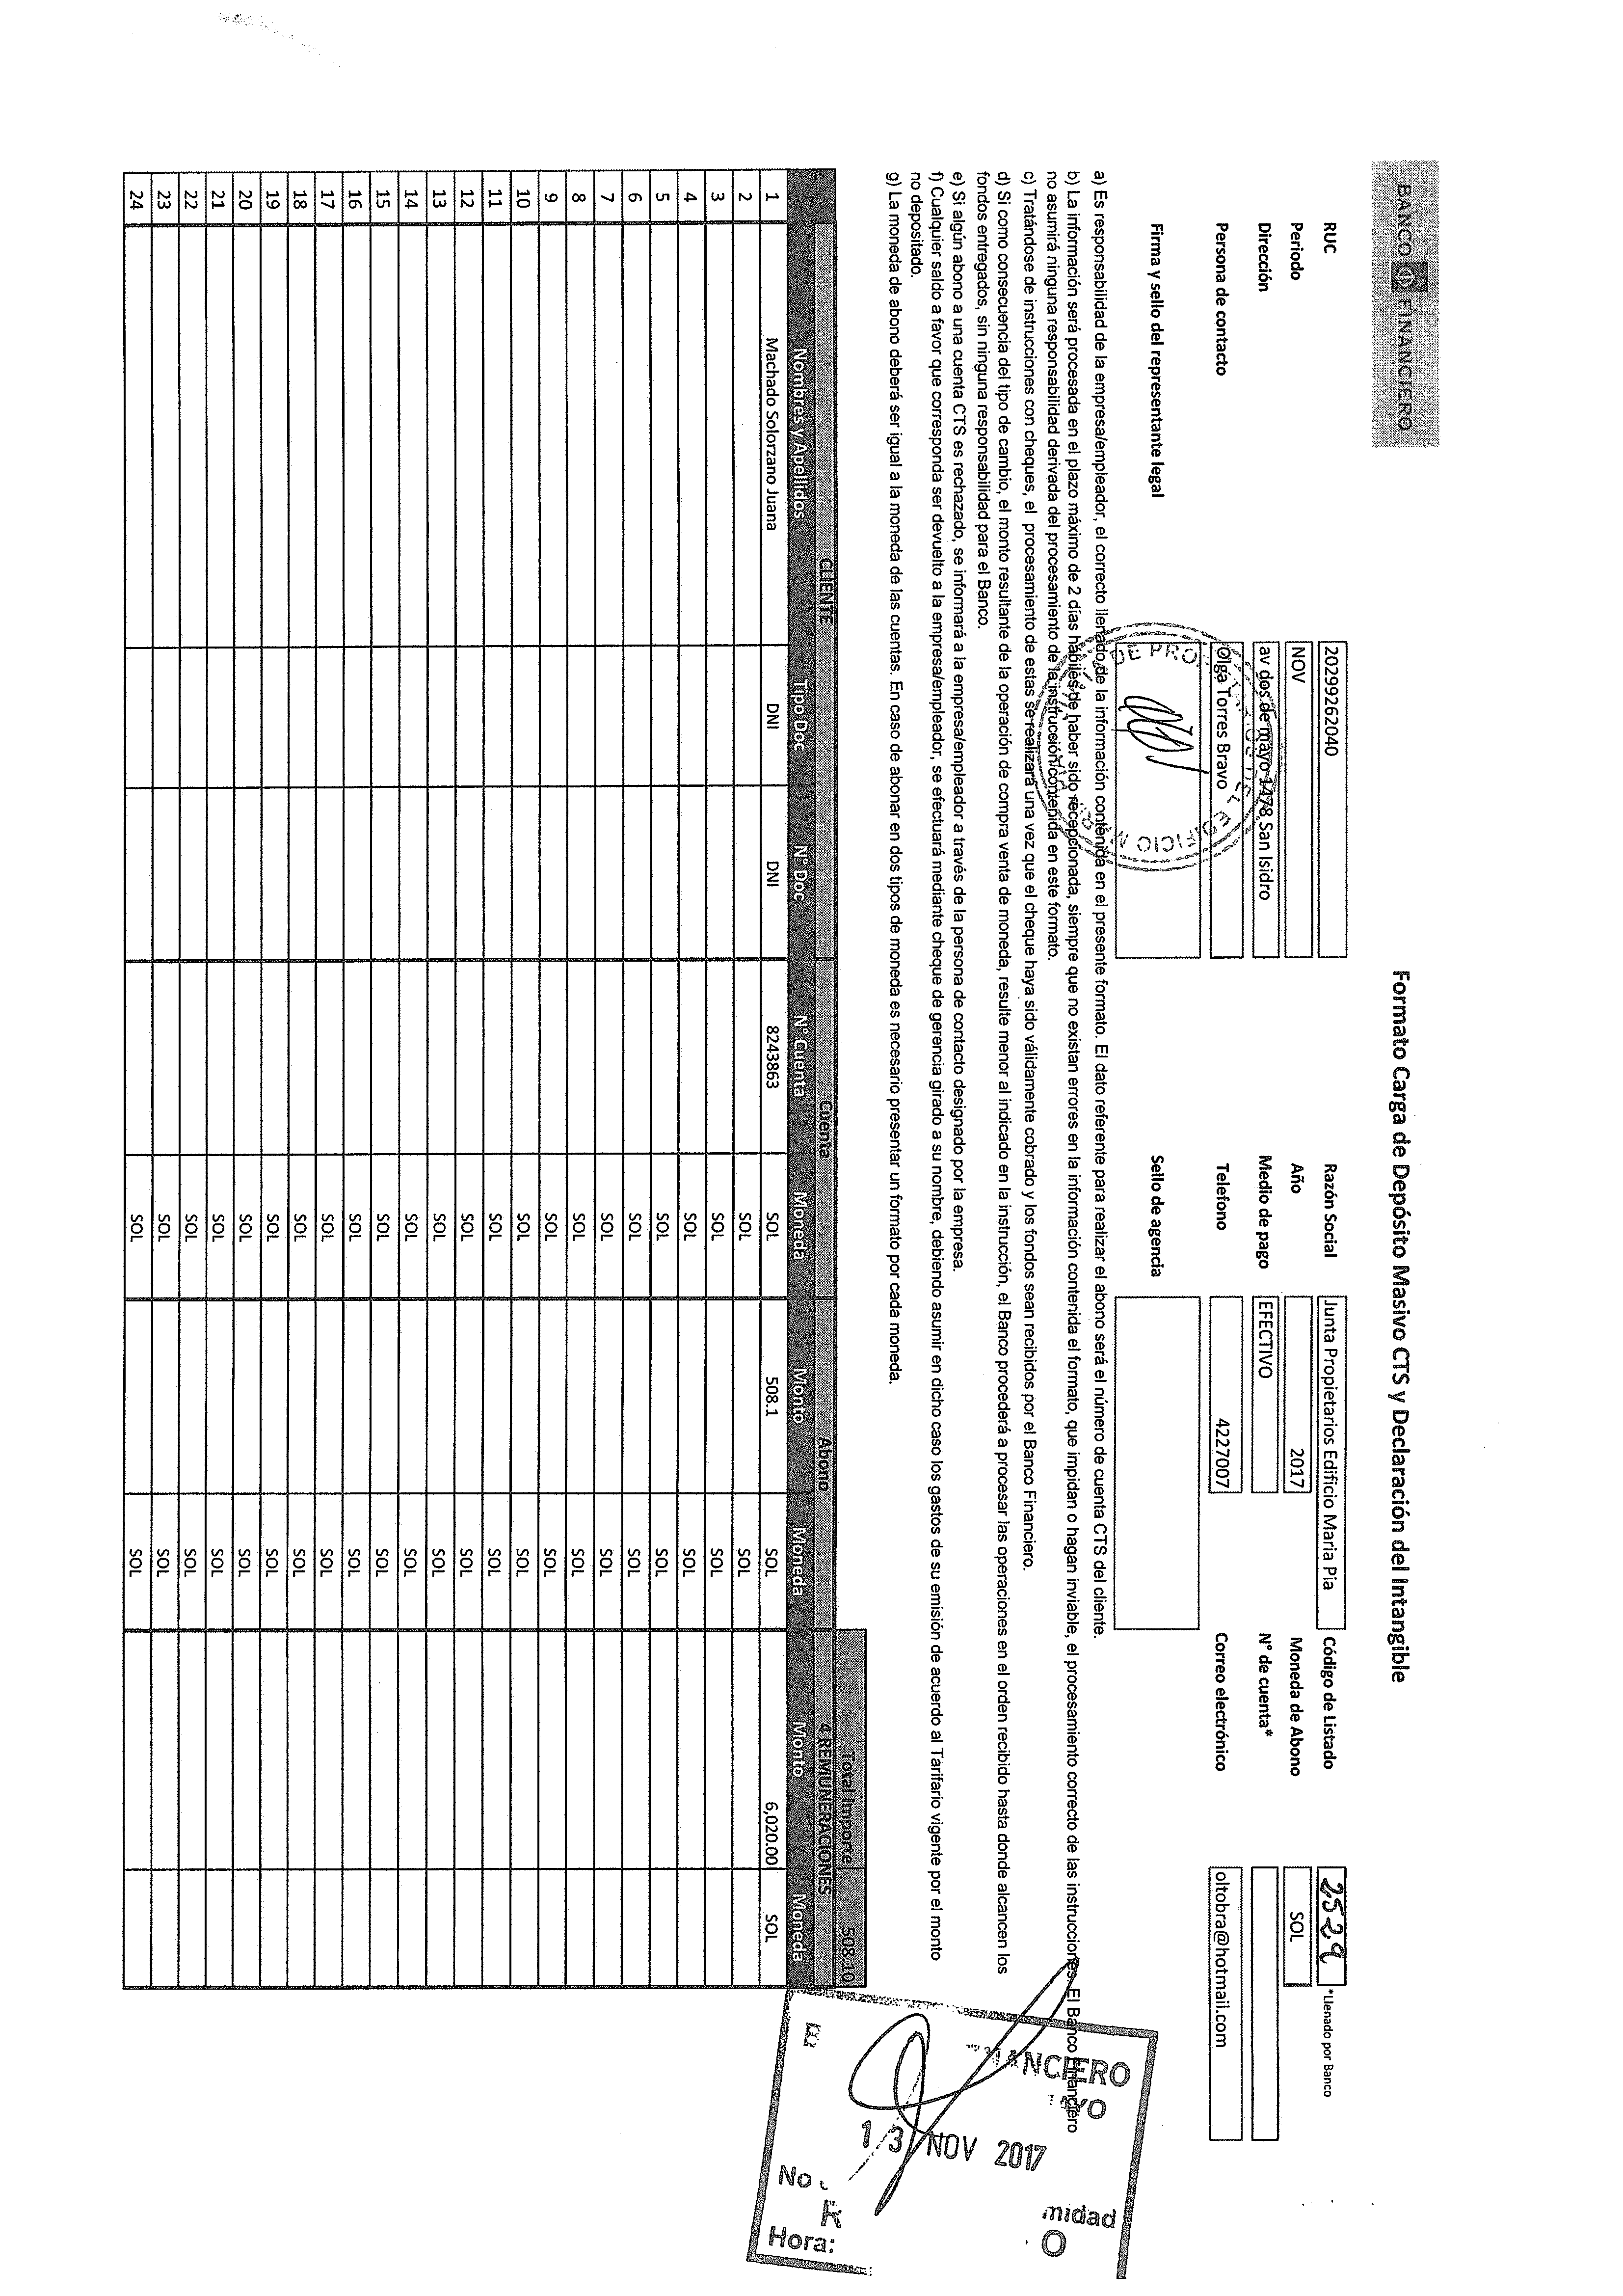 BANCO FINANCIERO
Formato Carga de Depósito Masivo CTS y Declaración del Intangible
RUC 20299262040 Razón Social Junta Propietarios Edificio Maria Pia Código de Listado 2529 *Llenado por Banco
Periodo NOV Año 2017 Moneda de Abono SOL
Dirección av dos de mayo 1478 San Isidro Medio de pago EFECTIVO N° de cuenta*
Persona de contacto Olga Torres Bravo Telefono 4227007 Correo electrónico oltobra@hotmail.com
Firma y sello del representante legal Sello de agencia
DE PROPIETARIOS DEL EDIFICIO
a) Es responsabilidad de la empresa/empleador, el correcto llenado de la información contenida en el presente formato. El dato referente para realizar el abono será el número de cuenta CTS del cliente.
b) La información será procesada en el plazo máximo de 2 días hábiles de haber sido recepcionada, siempre que no existan errores en la información contenida el formato, que impidan o hagan inviable, el procesamiento correcto de las instrucciones. El Banco Financiero
no asumirá ninguna responsabilidad derivada del procesamiento de la instrucción contenida en este formato.
c) Tratándose de instrucciones con cheques, el procesamiento de estas se realizará una vez que el cheque haya sido válidamente cobrado y los fondos sean recibidos por el Banco Financiero.
d) Si como consecuencia del tipo de cambio, el monto resultante de la operación de compra venta de moneda, resulte menor al indicado en la instrucción, el Banco procederá a procesar las operaciones en el orden recibido hasta donde alcancen los
fondos entregados, sin ninguna responsabilidad para el Banco.
e) Si algún abono a una cuenta CTS es rechazado, se informará a la empresa/empleador a través de la persona de contacto designado por la empresa.
f) Cualquier saldo a favor que corresponda ser devuelto a la empresa/empleador, se efectuará mediante cheque de gerencia girado a su nombre, debiendo asumir en dicho caso los gastos de su emisión de acuerdo al Tarifario vigente por el monto
no depositado.
g) La moneda de abono deberá ser igual a la moneda de las cuentas. En caso de abonar en dos tipos de moneda es necesario presentar un formato por cada moneda.
Total Importe 508.10
CLIENTE Cuenta Abono 4 REMUNERACIONES
Nombres y Apellidos Tipo Doc N° Doc N° Cuenta Moneda Monto Moneda Monto Moneda
1 Machado Solorzano Juana DNI DNI 8243863 SOL 508.1 SOL 6,020.00 SOL
2 SOL SOL
3 SOL SOL
4 SOL SOL
5 SOL SOL
6 SOL SOL
7 SOL SOL
8 SOL SOL
9 SOL SOL
10 SOL SOL
11 SOL SOL
12 SOL SOL
13 SOL SOL
14 SOL SOL
15 SOL SOL
16 SOL SOL
17 SOL SOL
18 SOL SOL
19 SOL SOL
20 SOL SOL
21 SOL SOL
22 SOL SOL
23 SOL SOL
24 SOL SOL
13 NOV 2017
No
Hora: